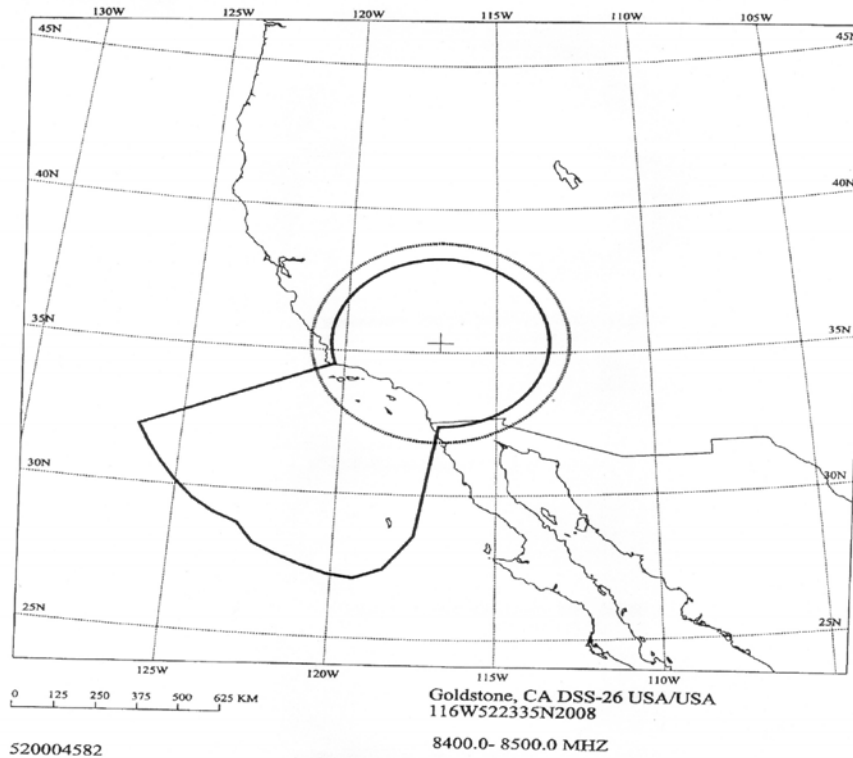 130W 125W 120W 115W 110W 105W
45N 45N
40N 40N
35N 35N
30N 30N
25N 25N
125W 120W 115W 110W
0 125 250 375 500 625 KM
Goldstone, CA DSS-26 USA/USA
116W522335N2008
8400.0- 8500.0 MHZ
520004582